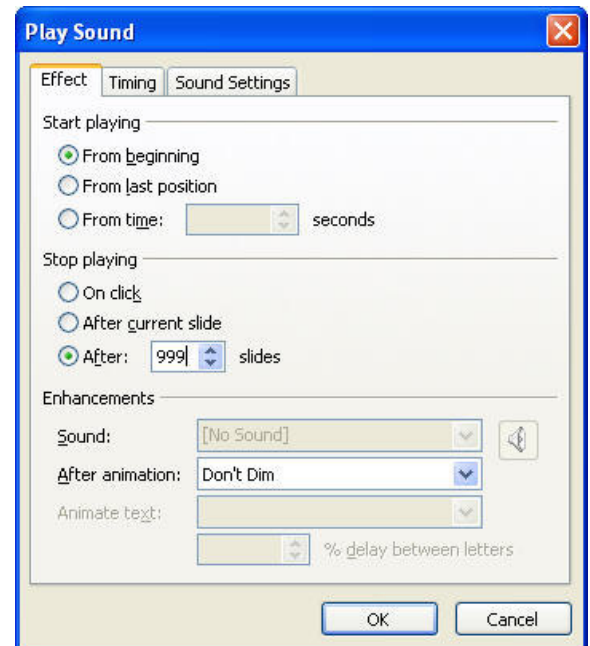 Play Sound
Effect Timing Sound Settings
Start playing
From beginning
From last position
From time: seconds
Stop playing
On click
After current slide
After: 999 slides
Enhancements
Sound: [No Sound]
After animation: Don't Dim
Animate text:
% delay between letters
OK Cancel